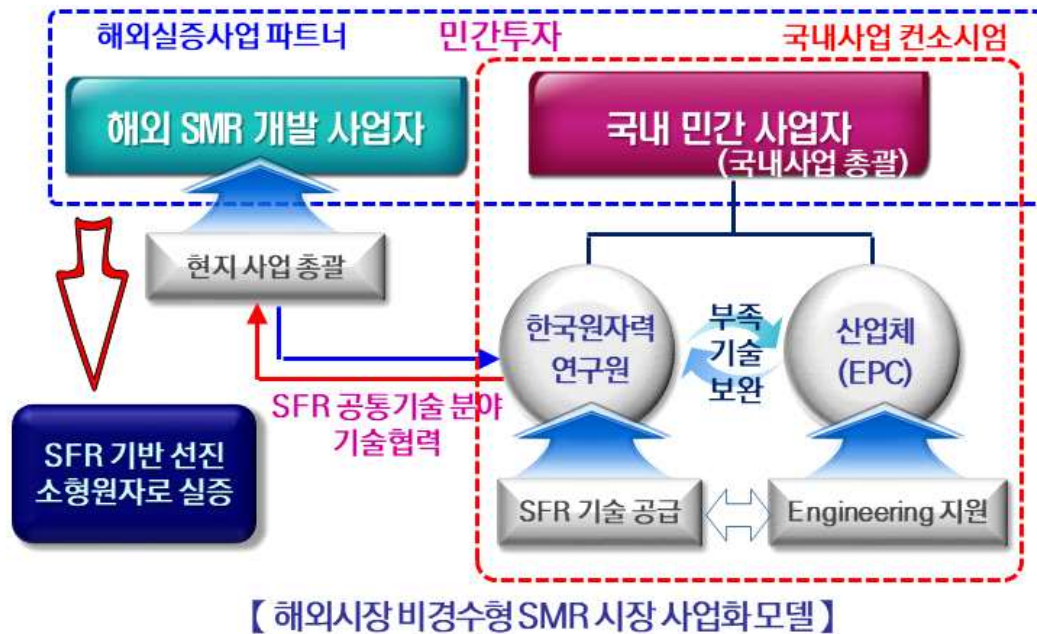 해외실증사업 파트너
민간투자
국내사업 컨소시엄
해외 SMR 개발 사업자
국내 민간 사업자
(국내사업 총괄)
현지 사업 총괄
한국원자력
연구원
부족
기술
보완
산업체
(EPC)
SFR 공통기술 분야
기술협력
SFR 기반 선진
소형원자로 실증
SFR 기술 공급
Engineering 지원
【 해외시장 비경수형 SMR 시장 사업화 모델 】